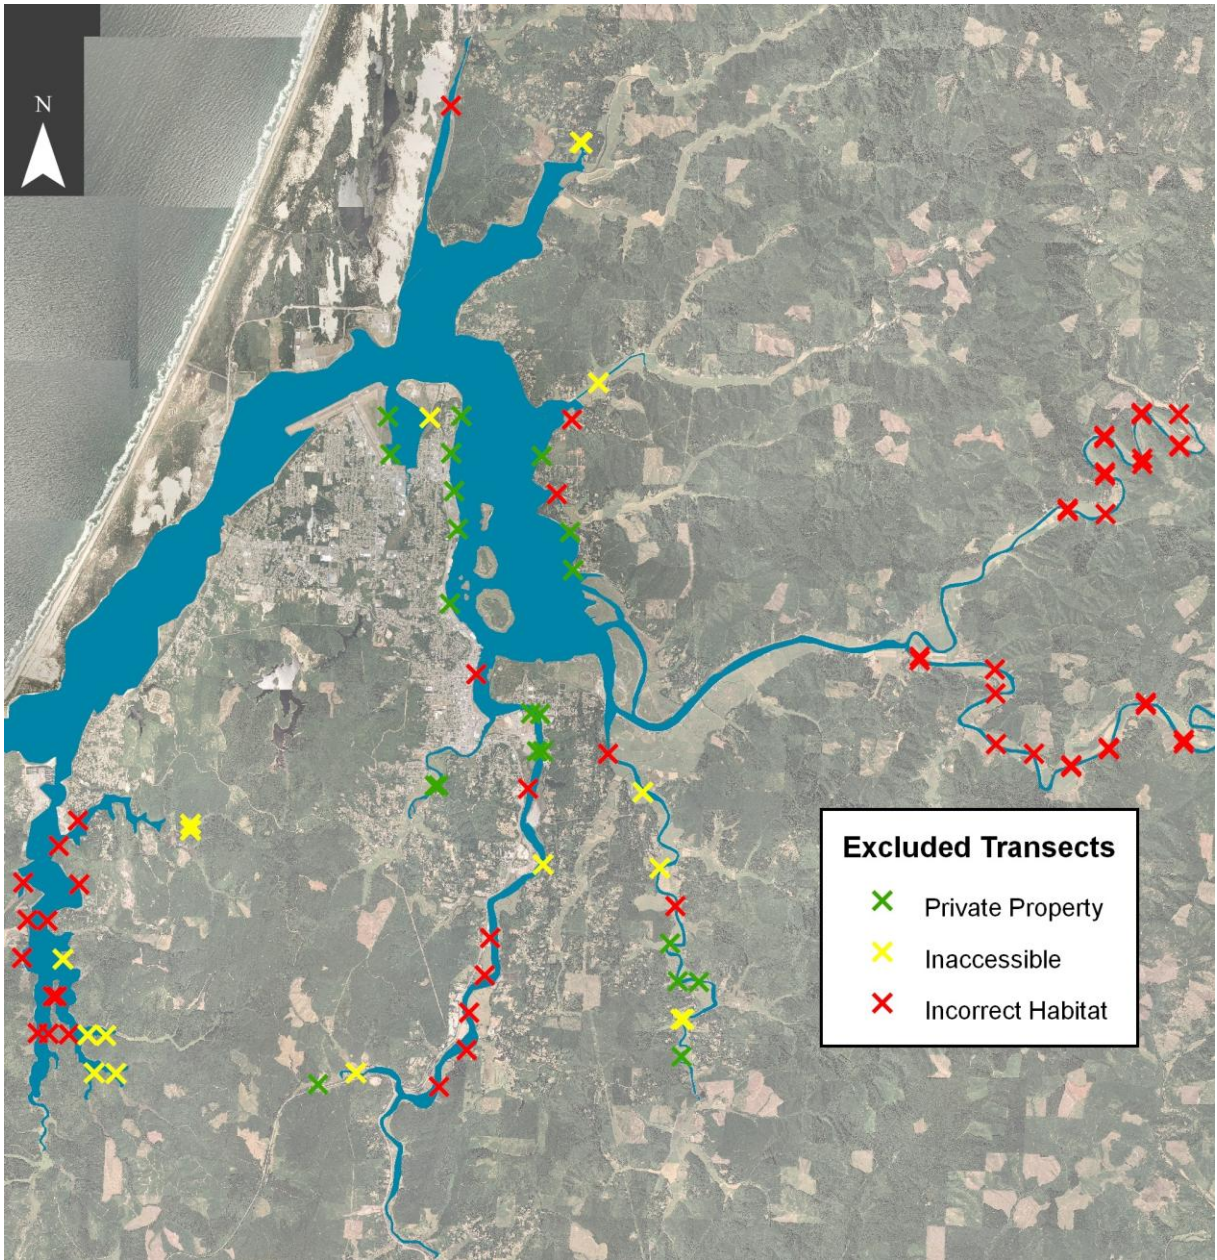 N
Excluded Transects
Private Property
Inaccessible
Incorrect Habitat